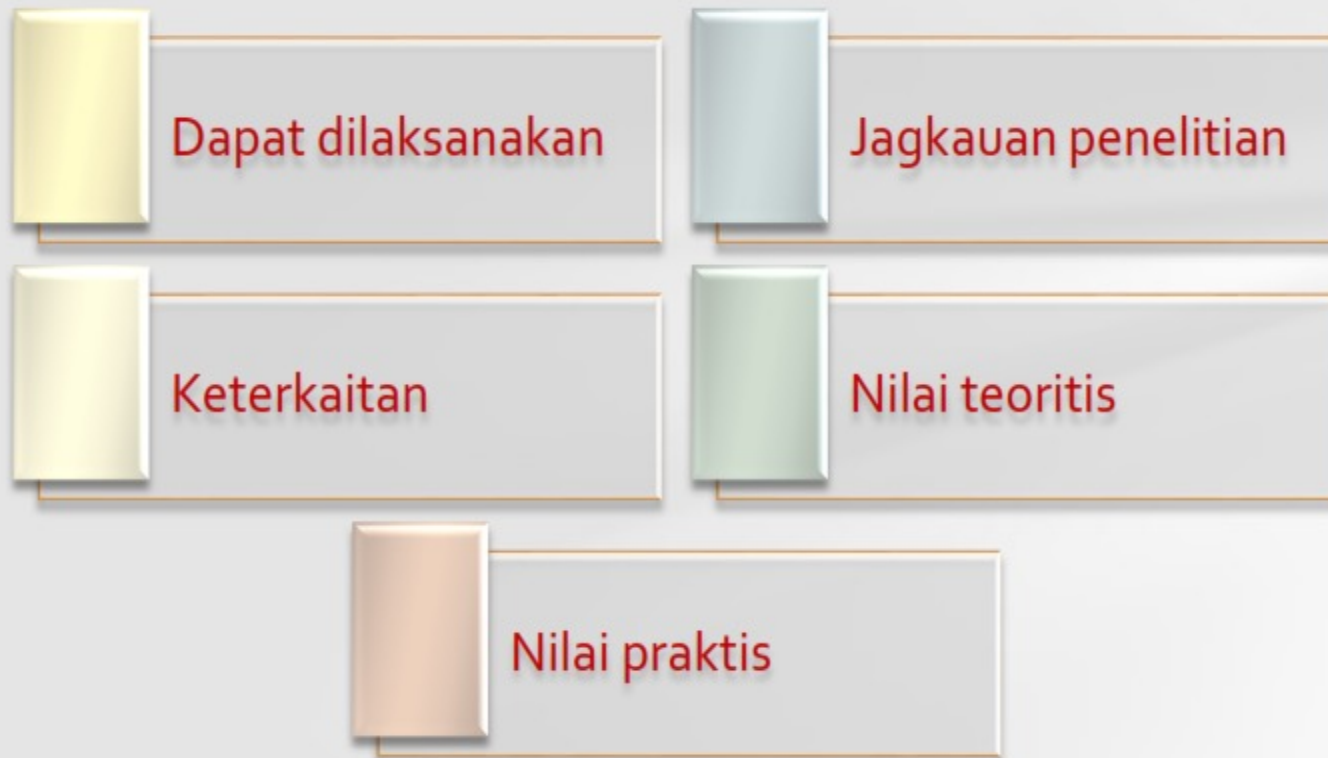 Dapat dilaksanakan
Jagkauan penelitian
Keterkaitan
Nilai teoritis
Nilai praktis